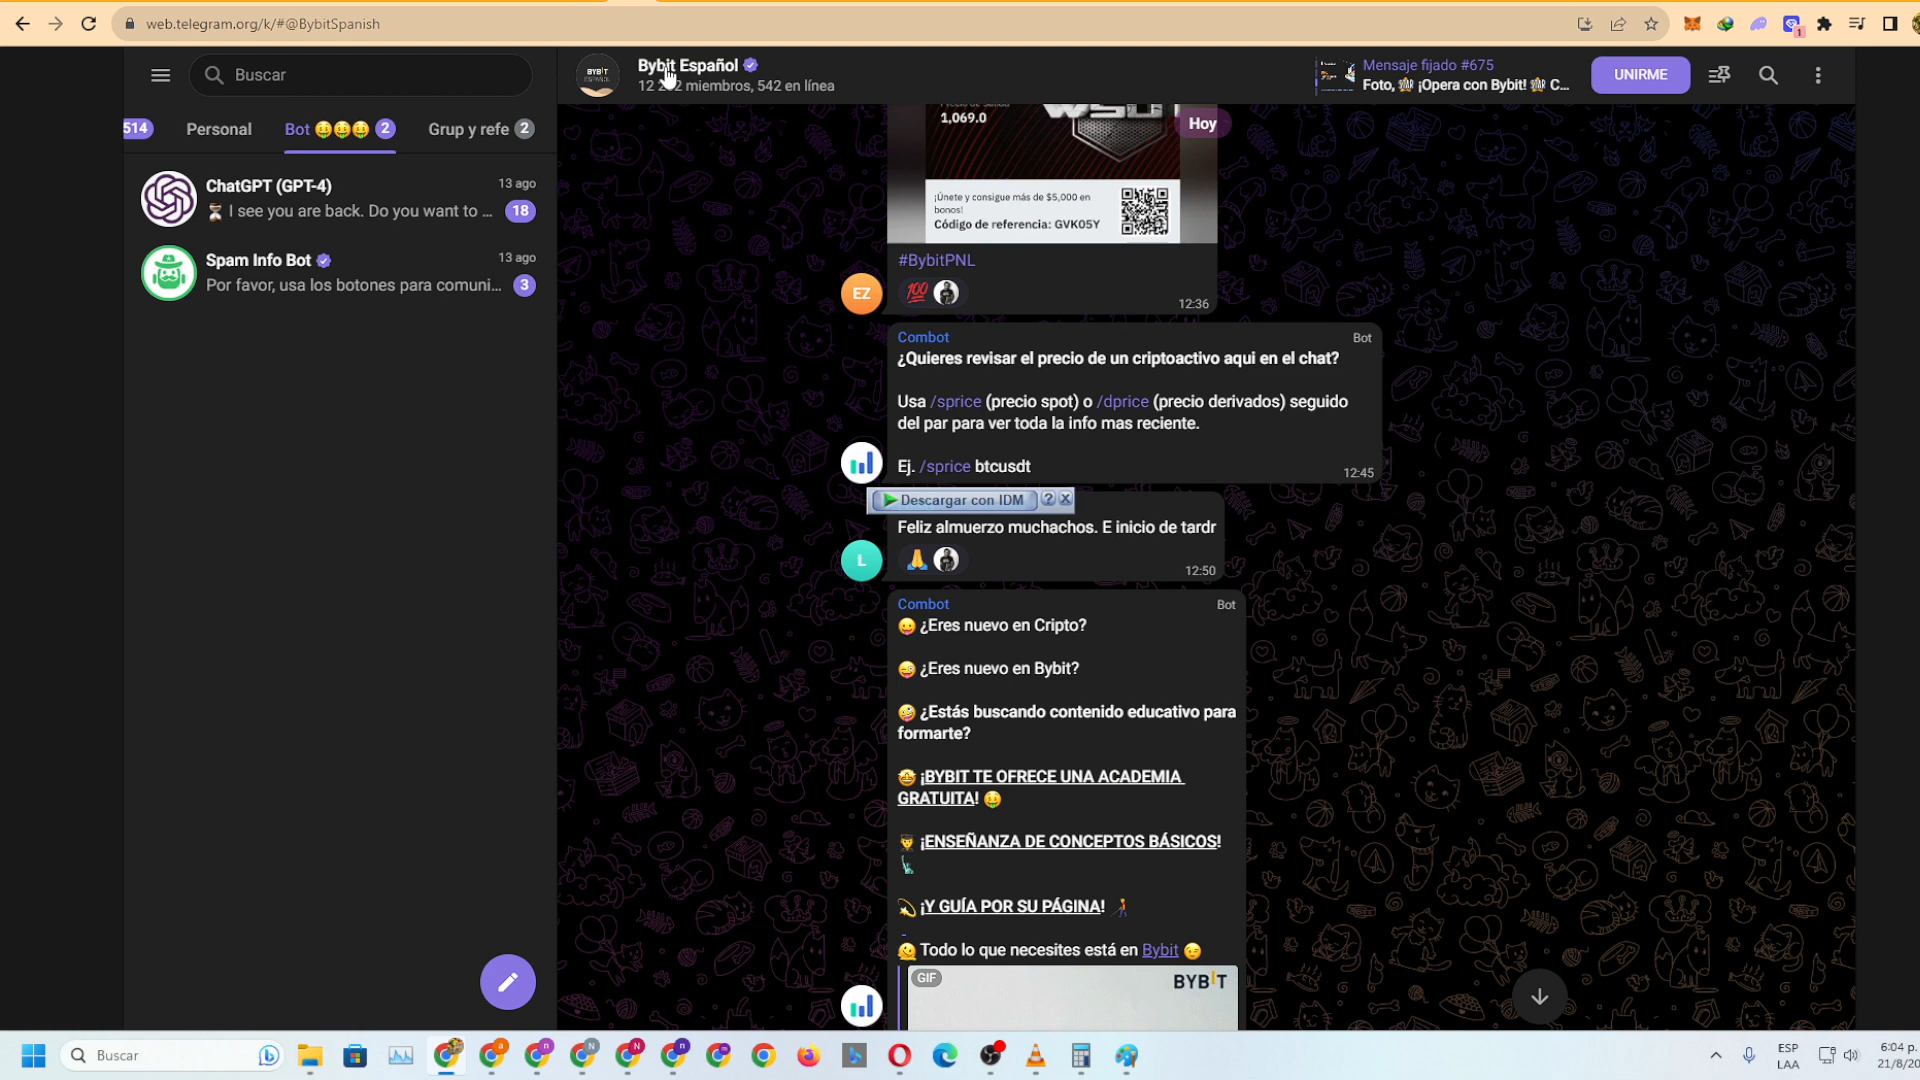 web.telegram.org/k/#@BybitSpanish
1
Buscar
514
Personal
Bot 🤑🤑🤑 2
Grup y refe 2
ChatGPT (GPT-4)
13 ago
⏳ I see you are back. Do you want to ...
18
Spam Info Bot
13 ago
Por favor, usa los botones para comuni...
3
BYBIT
Bybit Español
miembros, 542 en línea
Mensaje fijado #675
Foto, 🎡 ¡Opera con Bybit! 🎡 C...
UNIRME
1,069.0
WSOT
Hoy
¡Únete y consigue más de $5,000 en
bonos!
Código de referencia: GVK05Y
#BybitPNL
EZ
💯
12:36
Combot
Bot
¿Quieres revisar el precio de un criptoactivo aqui en el chat?
Usa /sprice (precio spot) o /dprice (precio derivados) seguido
del par para ver toda la info mas reciente.
Ej. /sprice btcusdt
12:45
Descargar con IDM
Feliz almuerzo muchachos. E inicio de tardr
L
🙏
12:50
Combot
Bot
😛 ¿Eres nuevo en Cripto?
😜 ¿Eres nuevo en Bybit?
🤪 ¿Estás buscando contenido educativo para
formarte?
🤩 ¡BYBIT TE OFRECE UNA ACADEMIA
GRATUITA! 🤑
👨‍🎓 ¡ENSEÑANZA DE CONCEPTOS BÁSICOS!
🗽
💫 ¡Y GUÍA POR SU PÁGINA!
🫠 Todo lo que necesites está en Bybit 😉
GIF
BYBIT
Buscar
ESP
LAA
6:04 p.
21/8/20